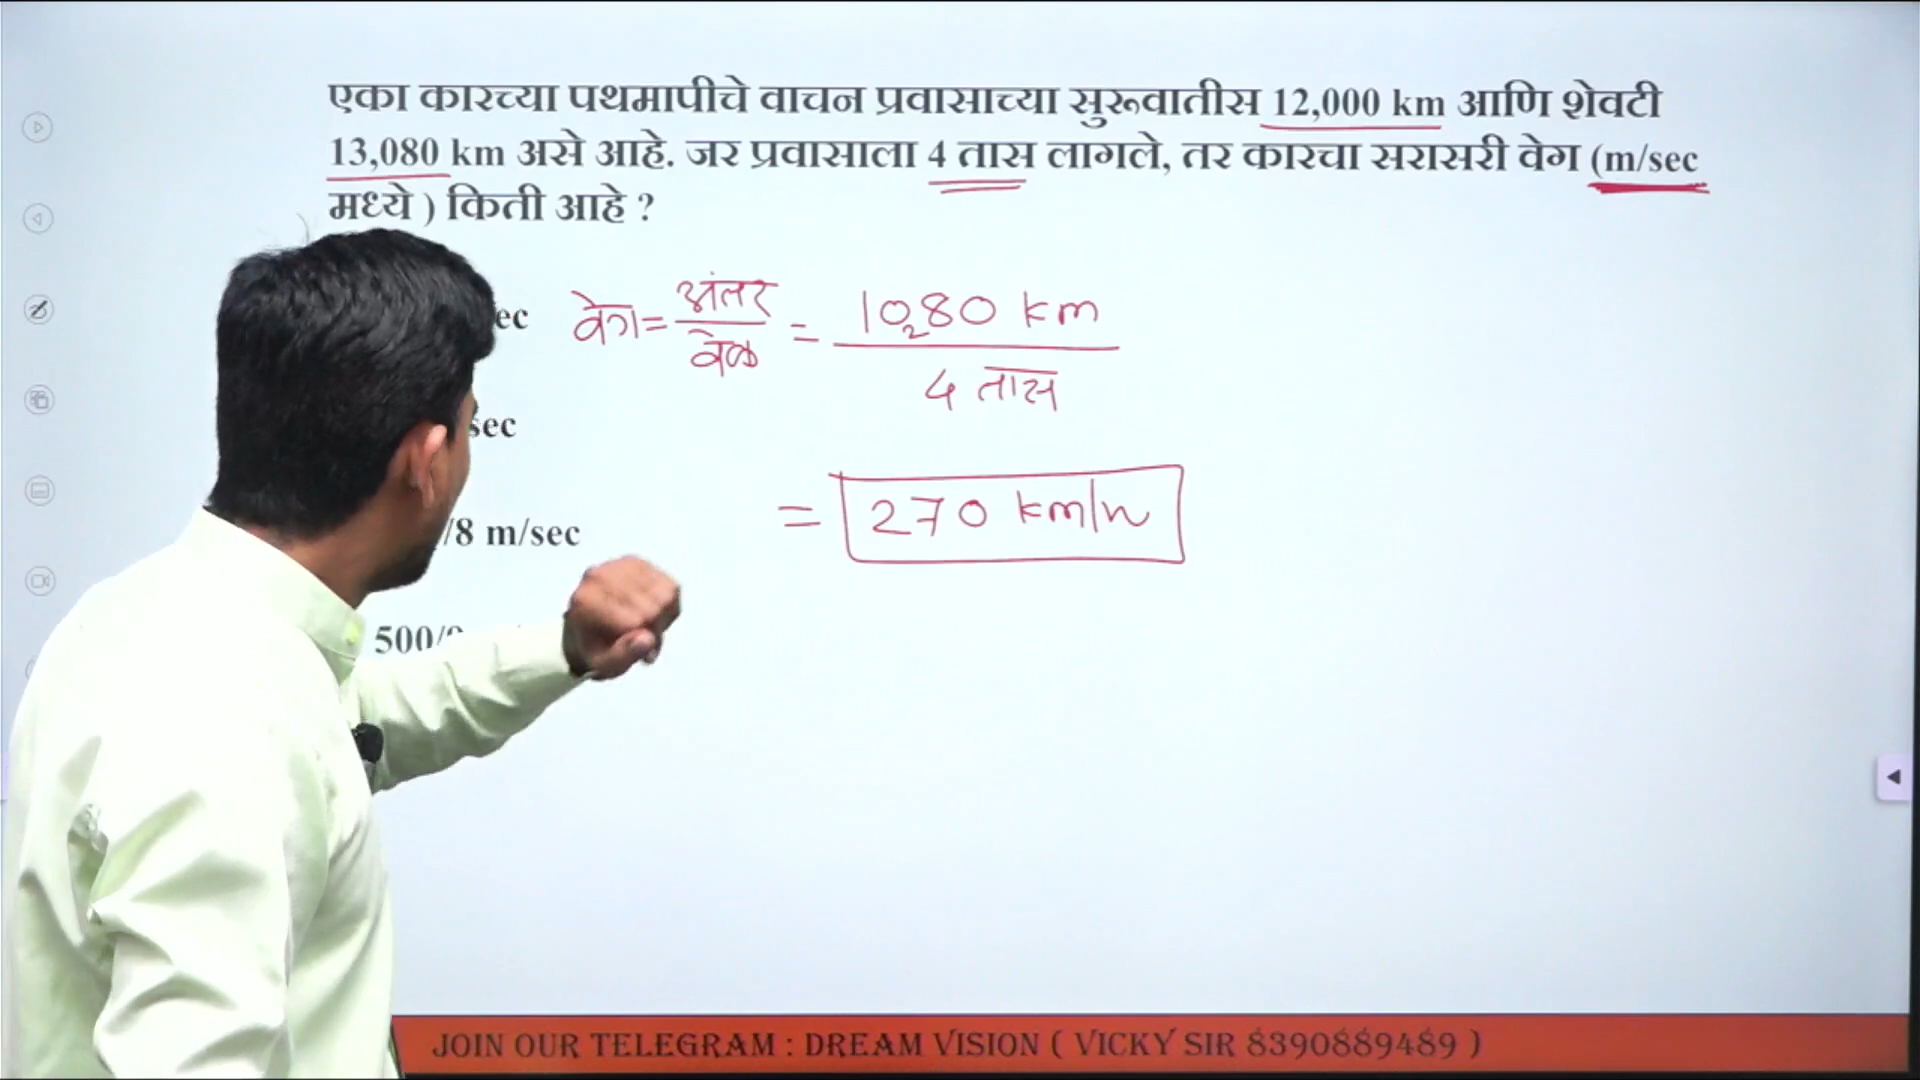 एका कारच्या पथमापीचे वाचन प्रवासाच्या सुरूवातीस 12,000 km आणि शेवटी
13,080 km असे आहे. जर प्रवासाला 4 तास लागले, तर कारचा सरासरी वेग (m/sec
मध्ये ) किती आहे ?
ec
वेग = अंतर / वेळ = 1080 km / 4 तास
sec
= 270 km/h
/8 m/sec
500/
JOIN OUR TELEGRAM : DREAM VISION ( VICKY SIR 8390889489 )